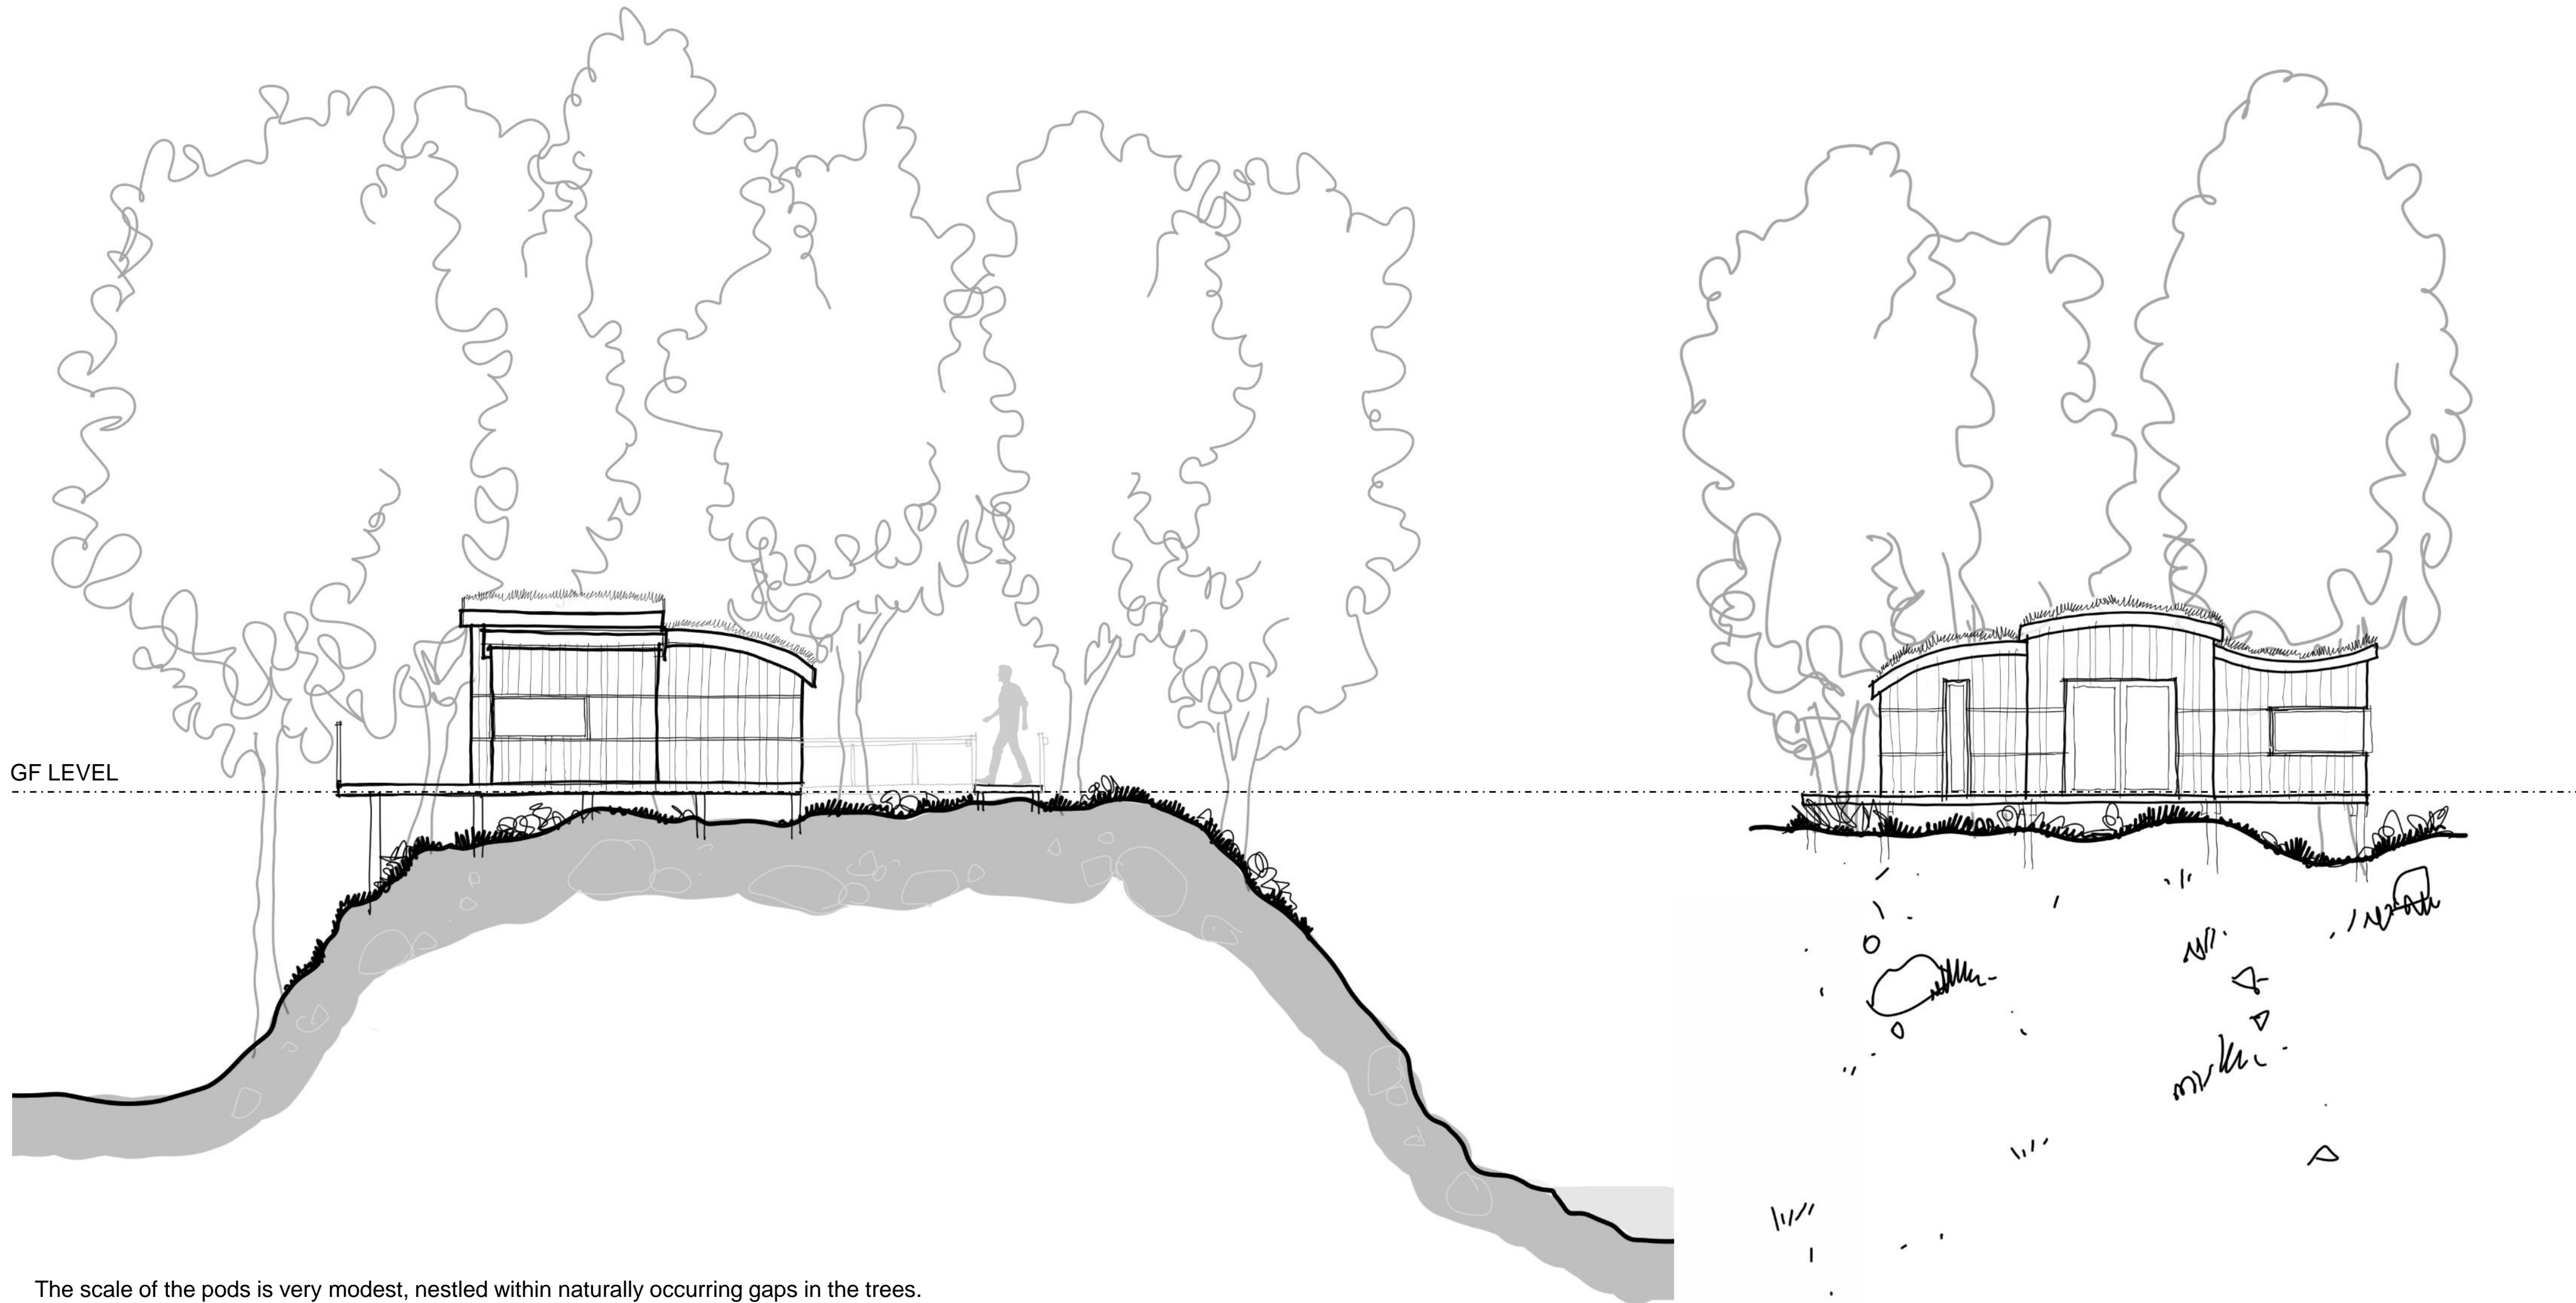 GF LEVEL
The scale of the pods is very modest, nestled within naturally occurring gaps in the trees.